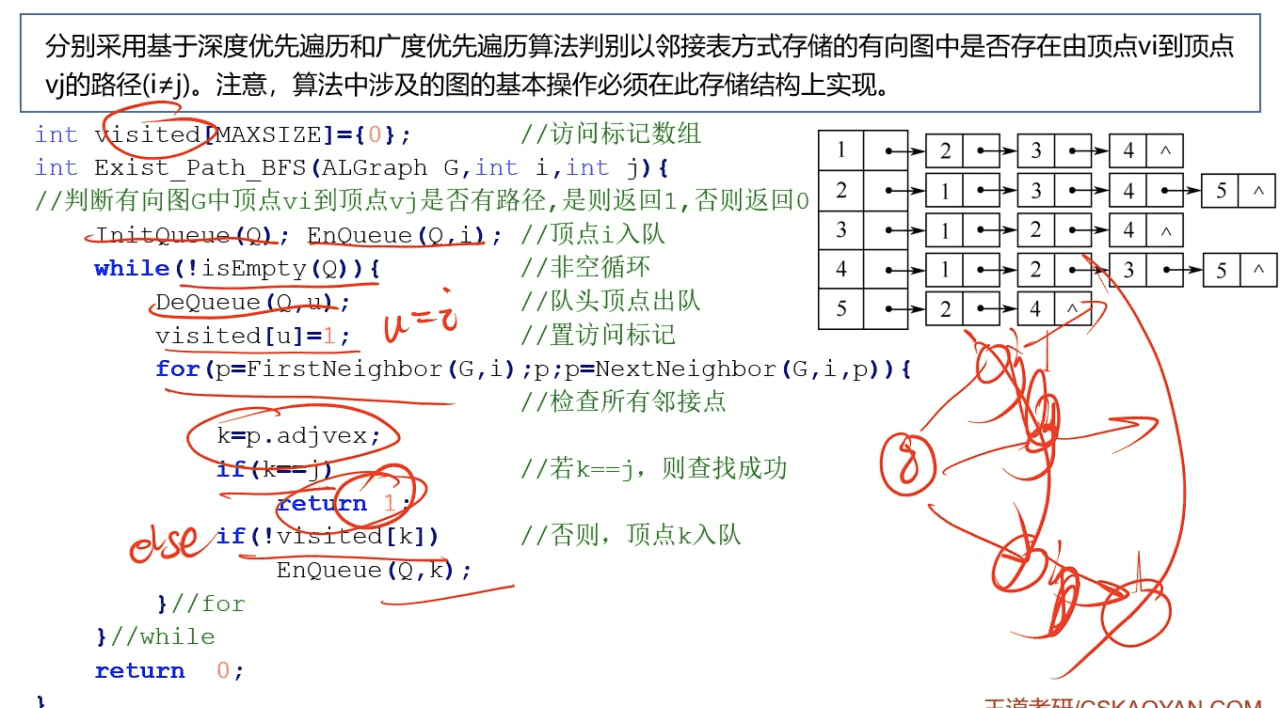 分别采用基于深度优先遍历和广度优先遍历算法判别以邻接表方式存储的有向图中是否存在由顶点vi到顶点
vj的路径(i≠j)。注意，算法中涉及的图的基本操作必须在此存储结构上实现。
int visited[MAXSIZE]={0}; //访问标记数组
int Exist_Path_BFS(ALGraph G,int i,int j){
//判断有向图G中顶点vi到顶点vj是否有路径,是则返回1,否则返回0
InitQueue(Q); EnQueue(Q,i); //顶点i入队
while(!isEmpty(Q)){ //非空循环
DeQueue(Q,u); //队头顶点出队
u=i
visited[u]=1; //置访问标记
for(p=FirstNeighbor(G,i);p;p=NextNeighbor(G,i,p)){
//检查所有邻接点
k=p.adjvex;
if(k==j) //若k==j，则查找成功
return 1;
else if(!visited[k]) //否则，顶点k入队
EnQueue(Q,k);
}//for
}//while
return 0;
}
1 2 3 4 ^
2 1 3 4 5 ^
3 1 2 4 ^
4 1 2 3 5 ^
5 2 4 ^
王道考研/CSKAOYAN.COM